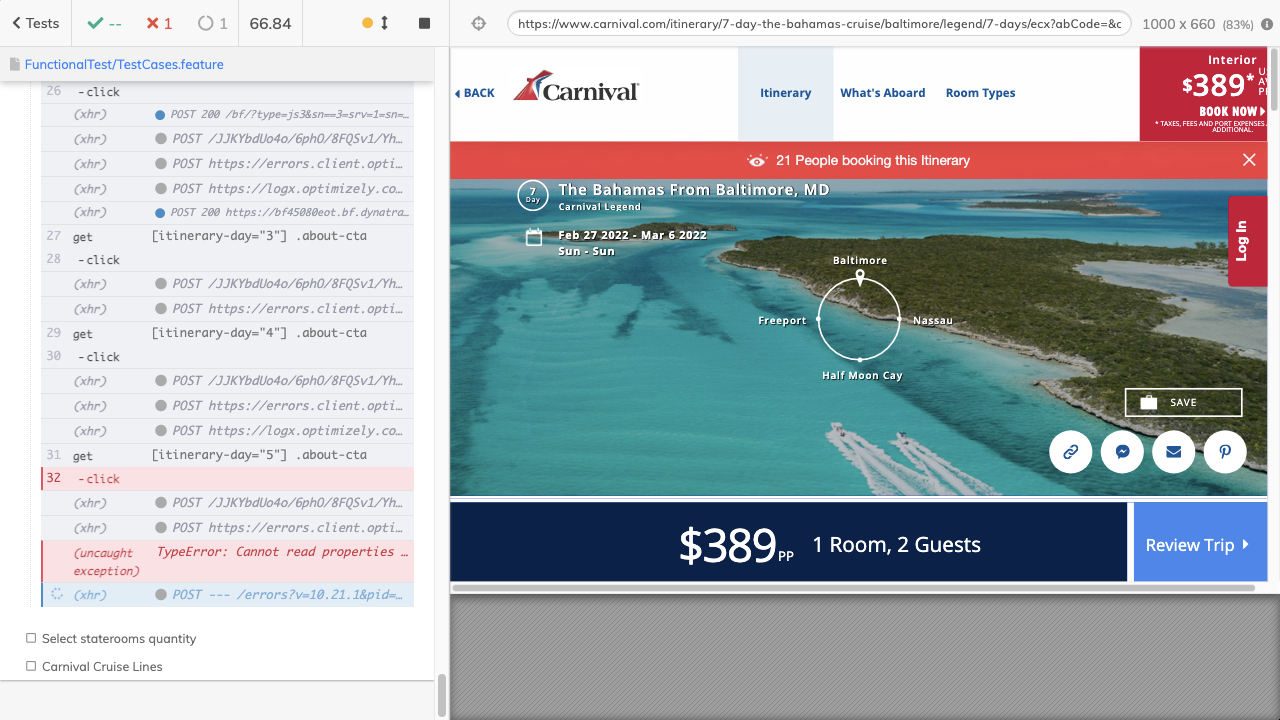 Tests
--
1
1
66.84
https://www.carnival.com/itinerary/7-day-the-bahamas-cruise/baltimore/legend/7-days/ecx?abCode=&c
1000 x 660 (83%)
FunctionalTest/TestCases.feature
26 - click
(xhr) POST 200 /bf/?type=js3&sn==3=srv=1=sn=…
(xhr) POST /JJKYbdUo4o/6phO/8FQSv1/Yh…
(xhr) POST https://errors.client.opti…
(xhr) POST https://logx.optimizely.co…
(xhr) POST 200 https://bf45080eot.bf.dynatra…
27 get [itinerary-day="3"] .about-cta
28 - click
(xhr) POST /JJKYbdUo4o/6phO/8FQSv1/Yh…
(xhr) POST https://errors.client.opti…
29 get [itinerary-day="4"] .about-cta
30 - click
(xhr) POST /JJKYbdUo4o/6phO/8FQSv1/Yh…
(xhr) POST https://errors.client.opti…
(xhr) POST https://logx.optimizely.co…
31 get [itinerary-day="5"] .about-cta
32 - click
(xhr) POST /JJKYbdUo4o/6phO/8FQSv1/Yh…
(xhr) POST https://errors.client.opti…
(uncaught exception) TypeError: Cannot read properties …
(xhr) POST --- /errors?v=10.21.1&pid=…
Select staterooms quantity
Carnival Cruise Lines
BACK
Carnival
Itinerary
What's Aboard
Room Types
Interior
$389*
BOOK NOW
* TAXES, FEES AND PORT EXPENSES
ADDITIONAL.
21 People booking this Itinerary
7
Day
The Bahamas From Baltimore, MD
Carnival Legend
Feb 27 2022 - Mar 6 2022
Sun - Sun
Log In
Baltimore
Freeport
Nassau
Half Moon Cay
SAVE
$389 PP
1 Room, 2 Guests
Review Trip